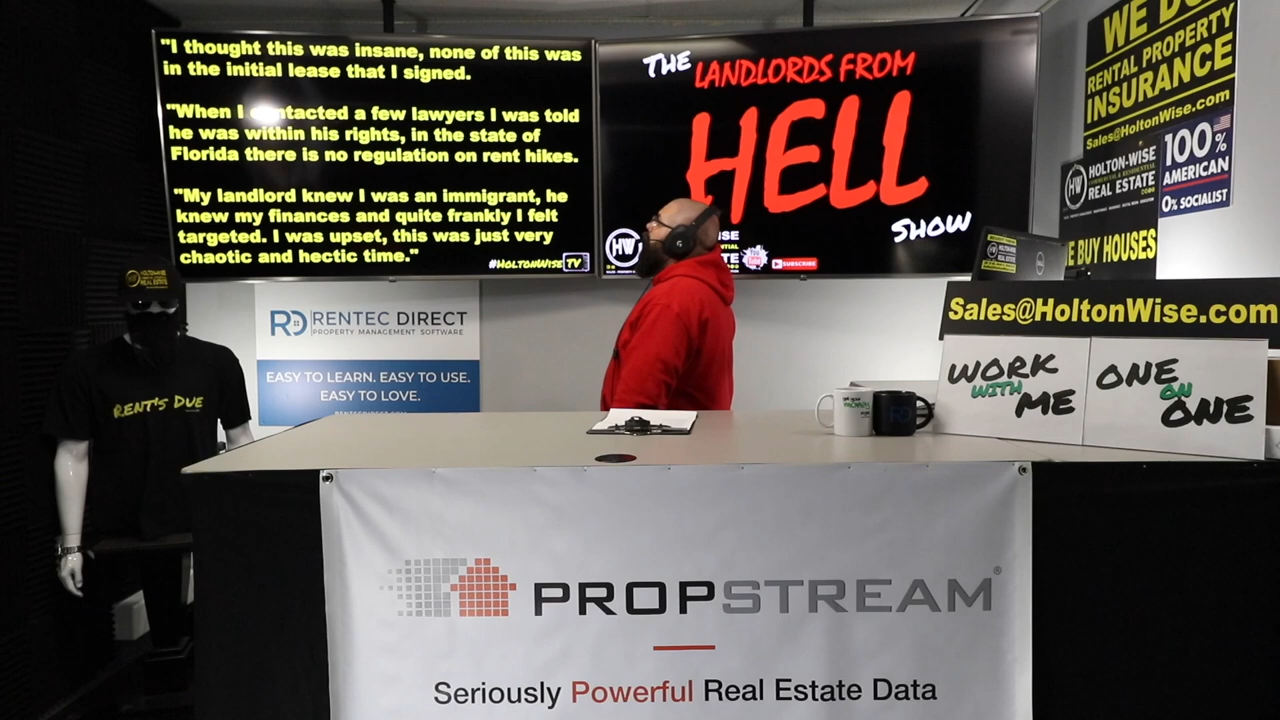 "I thought this was insane, none of this was
in the initial lease that I signed.
"When I contacted a few lawyers I was told
he was within his rights, in the state of
Florida there is no regulation on rent hikes.
"My landlord knew I was an immigrant, he
knew my finances and quite frankly I felt
targeted. I was upset, this was just very
chaotic and hectic time."
#HOLTONWISE TV
THE
LANDLORDS FROM
HELL
SHOW
HW
SUBSCRIBE
WE DO
RENTAL PROPERTY
INSURANCE
Sales@HoltonWise.com
HW
HOLTON-WISE
REAL ESTATE
100%
AMERICAN
0% SOCIALIST
E BUY HOUSES
Sales@HoltonWise.com
WORK
WITH
ME
ONE
ON
ONE
RD RENTEC DIRECT
PROPERTY MANAGEMENT SOFTWARE
EASY TO LEARN. EASY TO USE.
EASY TO LOVE.
RENT'S DUE
PROPSTREAM®
Seriously Powerful Real Estate Data